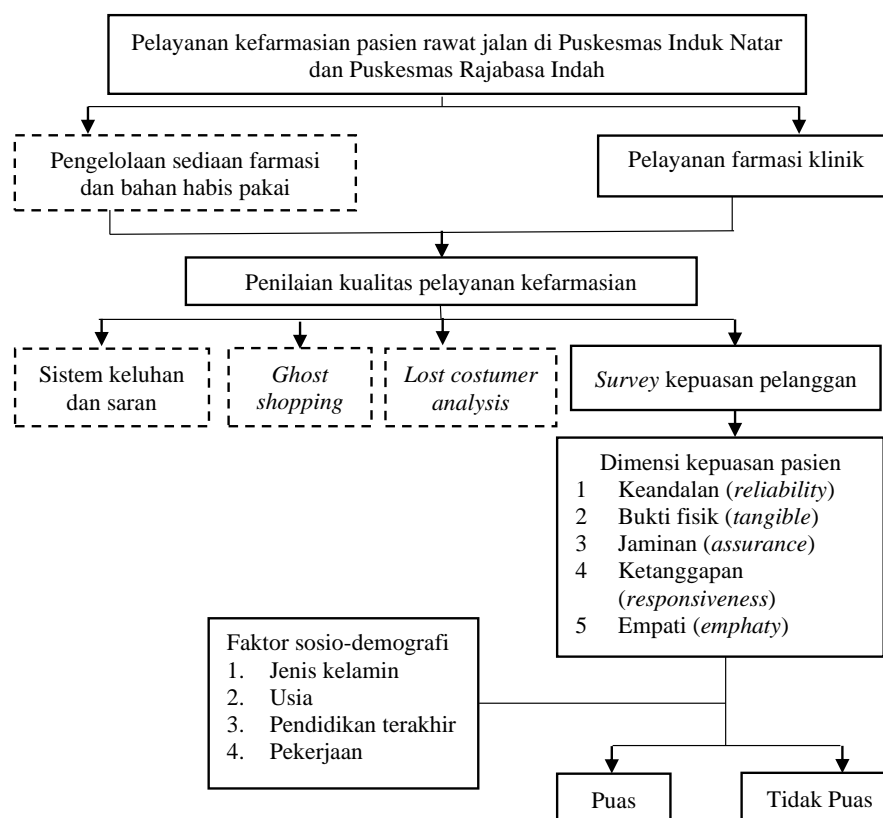 Pelayanan kefarmasian pasien rawat jalan di Puskesmas Induk Natar
dan Puskesmas Rajabasa Indah
Pengelolaan sediaan farmasi
dan bahan habis pakai
Pelayanan farmasi klinik
Penilaian kualitas pelayanan kefarmasian
Sistem keluhan
dan saran
Ghost
shopping
Lost costumer
analysis
Survey kepuasan pelanggan
Dimensi kepuasan pasien
1 Keandalan (reliability)
2 Bukti fisik (tangible)
3 Jaminan (assurance)
4 Ketanggapan
(responsiveness)
5 Empati (emphaty)
Faktor sosio-demografi
1. Jenis kelamin
2. Usia
3. Pendidikan terakhir
4. Pekerjaan
Puas
Tidak Puas